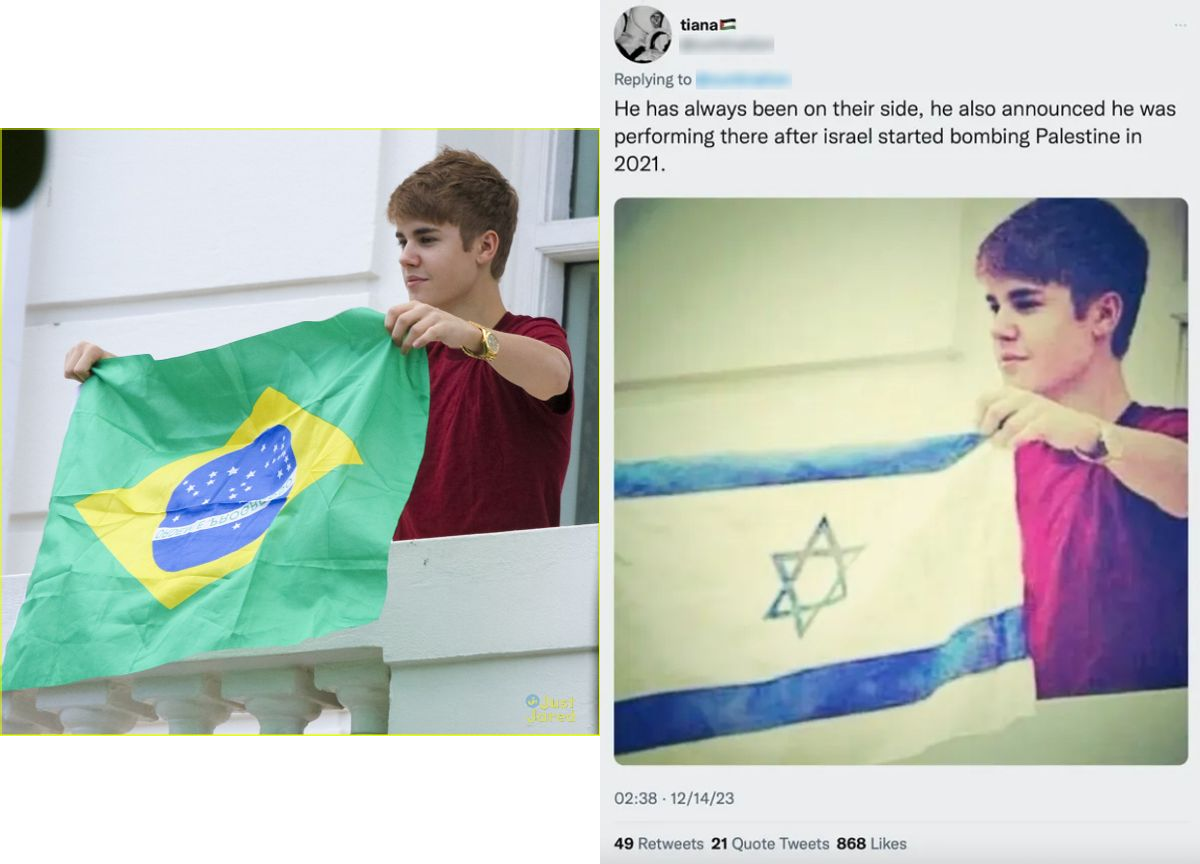 ORDEM E PROGRESSO
Just
Jared
tiana🇵🇸
Replying to
He has always been on their side, he also announced he was
performing there after israel started bombing Palestine in
2021.
02:38 · 12/14/23
49 Retweets 21 Quote Tweets 868 Likes